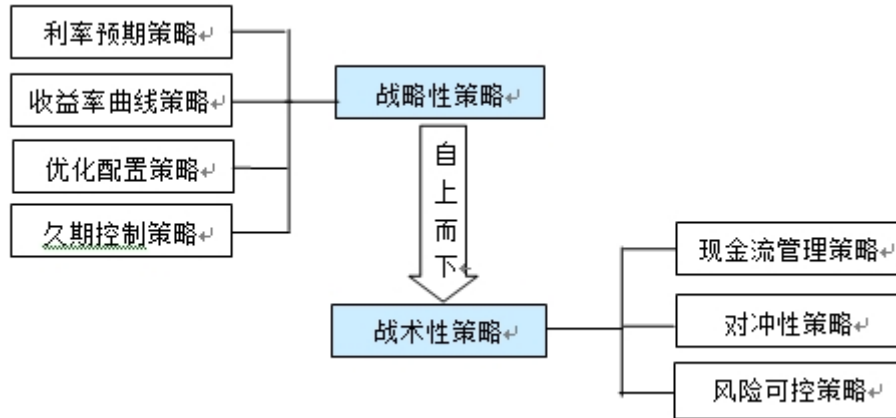 利率预期策略
收益率曲线策略
优化配置策略
久期控制策略
战略性策略
自
上
而
下
战术性策略
现金流管理策略
对冲性策略
风险可控策略